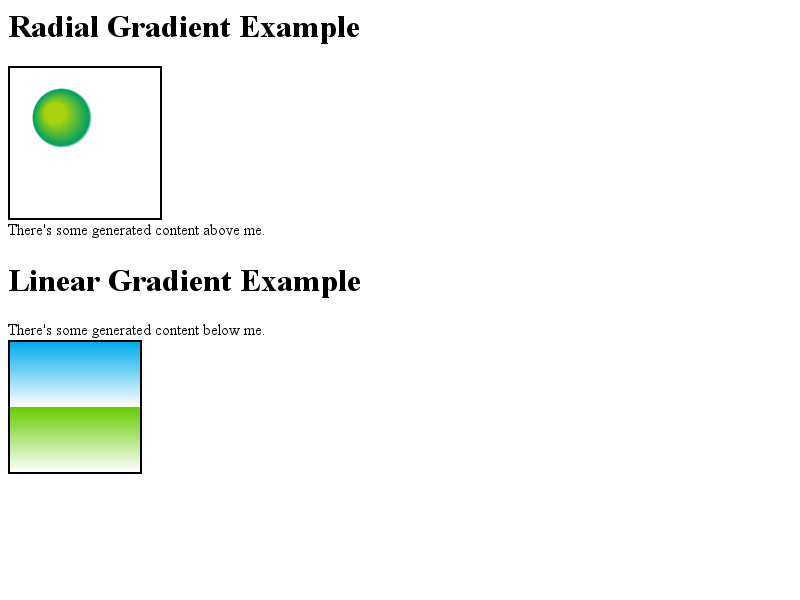 Radial Gradient Example
There's some generated content above me.
Linear Gradient Example
There's some generated content below me.